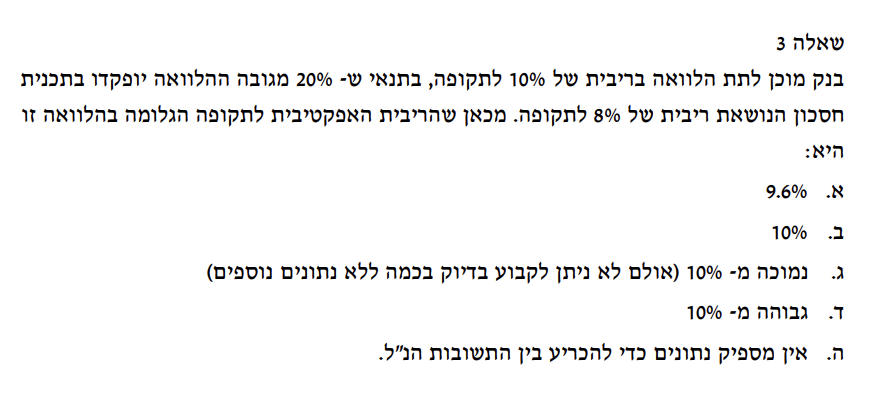 שאלה 3
בנק מוכן לתת הלוואה בריבית של 10% לתקופה, בתנאי ש- 20% מגובה ההלוואה יופקדו בתכנית
חסכון הנושאת ריבית של 8% לתקופה. מכאן שהריבית האפקטיבית לתקופה הגלומה בהלוואה זו
היא:
א. 9.6%
ב. 10%
ג. נמוכה מ- 10% (אולם לא ניתן לקבוע בדיוק בכמה ללא נתונים נוספים)
ד. גבוהה מ- 10%
ה. אין מספיק נתונים כדי להכריע בין התשובות הנ"ל.